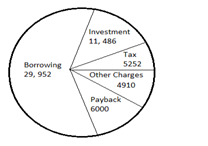 Investment
11, 486
Tax
5252
Borrowing
29, 952
Other Charges
4910
Payback
6000